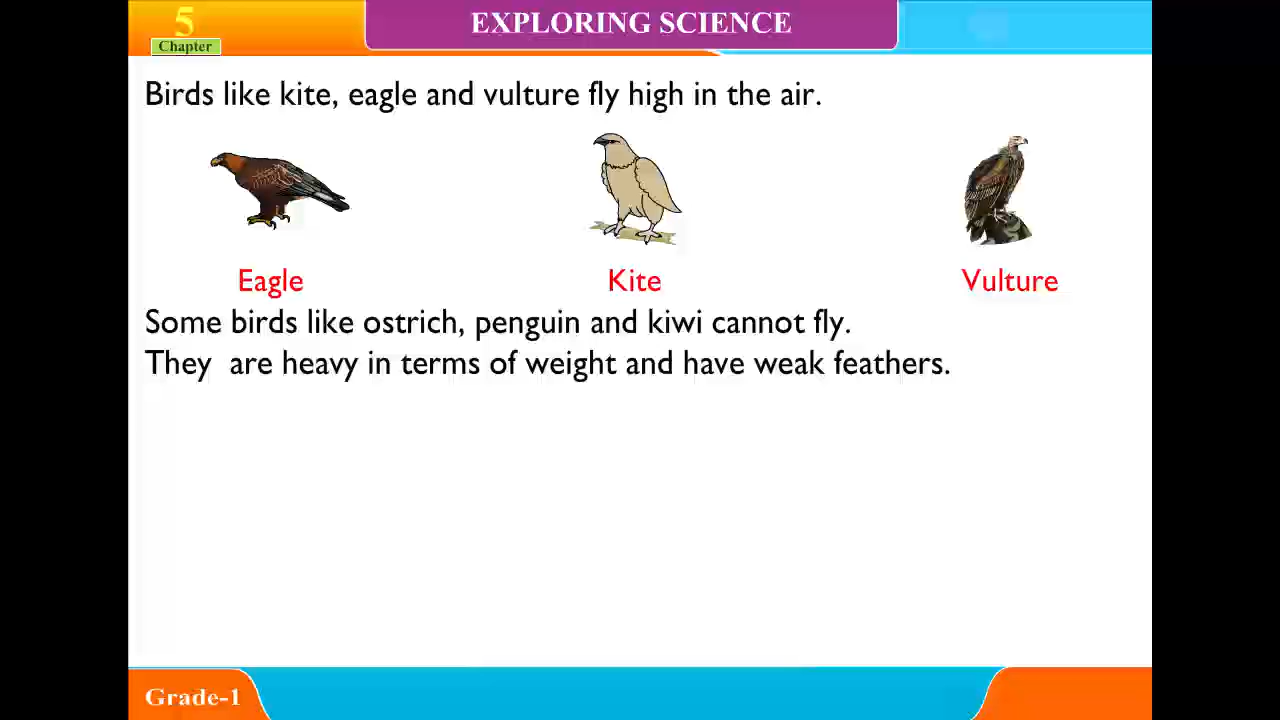 5
Chapter
EXPLORING SCIENCE
Birds like kite, eagle and vulture fly high in the air.
Eagle
Kite
Vulture
Some birds like ostrich, penguin and kiwi cannot fly.
They  are heavy in terms of weight and have weak feathers.
Grade-1